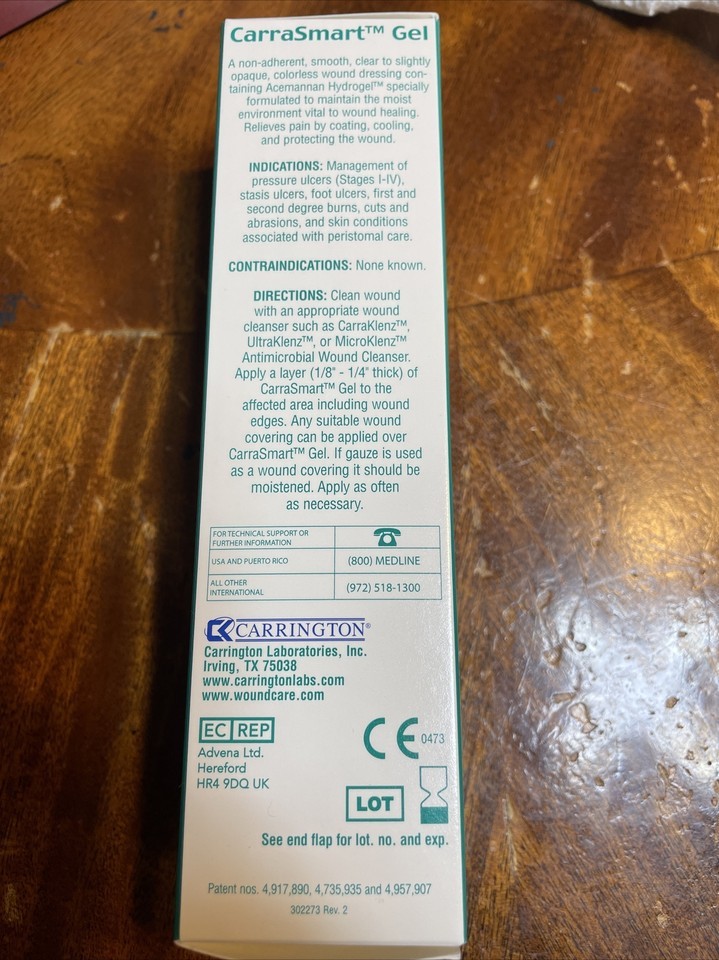 CarraSmart™ Gel
A non-adherent, smooth, clear to slightly
opaque, colorless wound dressing con-
taining Acemannan Hydrogel™ specially
formulated to maintain the moist
environment vital to wound healing.
Relieves pain by coating, cooling,
and protecting the wound.
INDICATIONS: Management of
pressure ulcers (Stages I-IV),
stasis ulcers, foot ulcers, first and
second degree burns, cuts and
abrasions, and skin conditions
associated with peristomal care.
CONTRAINDICATIONS: None known.
DIRECTIONS: Clean wound
with an appropriate wound
cleanser such as CarraKlenz™,
UltraKlenz™, or MicroKlenz™
Antimicrobial Wound Cleanser.
Apply a layer (1/8" - 1/4" thick) of
CarraSmart™ Gel to the
affected area including wound
edges. Any suitable wound
covering can be applied over
CarraSmart™ Gel. If gauze is used
as a wound covering it should be
moistened. Apply as often
as necessary.
FOR TECHNICAL SUPPORT OR
FURTHER INFORMATION
USA AND PUERTO RICO (800) MEDLINE
ALL OTHER
INTERNATIONAL (972) 518-1300
CARRINGTON®
Carrington Laboratories, Inc.
Irving, TX 75038
www.carringtonlabs.com
www.woundcare.com
EC REP
Advena Ltd.
Hereford
HR4 9DQ UK
CE 0473
LOT
See end flap for lot. no. and exp.
Patent nos. 4,917,890, 4,735,935 and 4,957,907
302273 Rev. 2